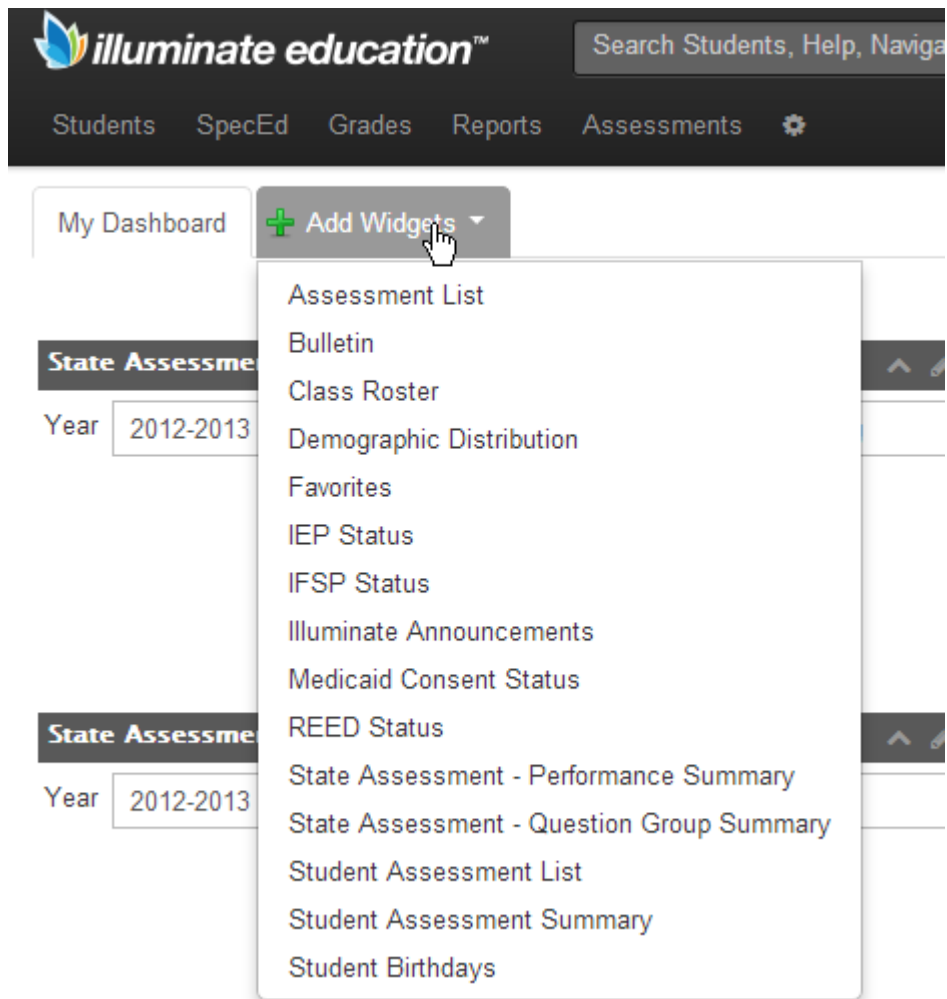 illuminate education™
Search Students, Help, Naviga
Students SpecEd Grades Reports Assessments
My Dashboard Add Widgets
Assessment List
Bulletin
Class Roster
Demographic Distribution
Favorites
IEP Status
IFSP Status
Illuminate Announcements
Medicaid Consent Status
REED Status
State Assessment - Performance Summary
State Assessment - Question Group Summary
Student Assessment List
Student Assessment Summary
Student Birthdays
State Assessme
Year 2012-2013
State Assessme
Year 2012-2013